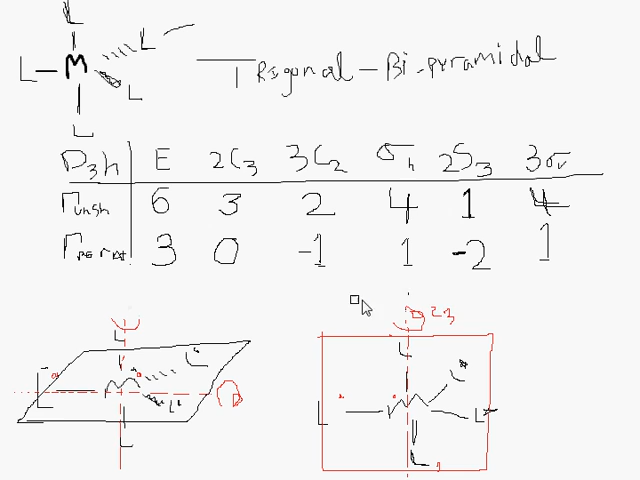 L
L – M L
L
L
Trigonal - Bi-pyramidal
D3h E 2C3 3C2 σh 2S3 3σv
Γunsh 6 3 2 4 1 4
3 0 -1 1 -2 1
L
L M L
L
L
C3
L
L M L
L
L